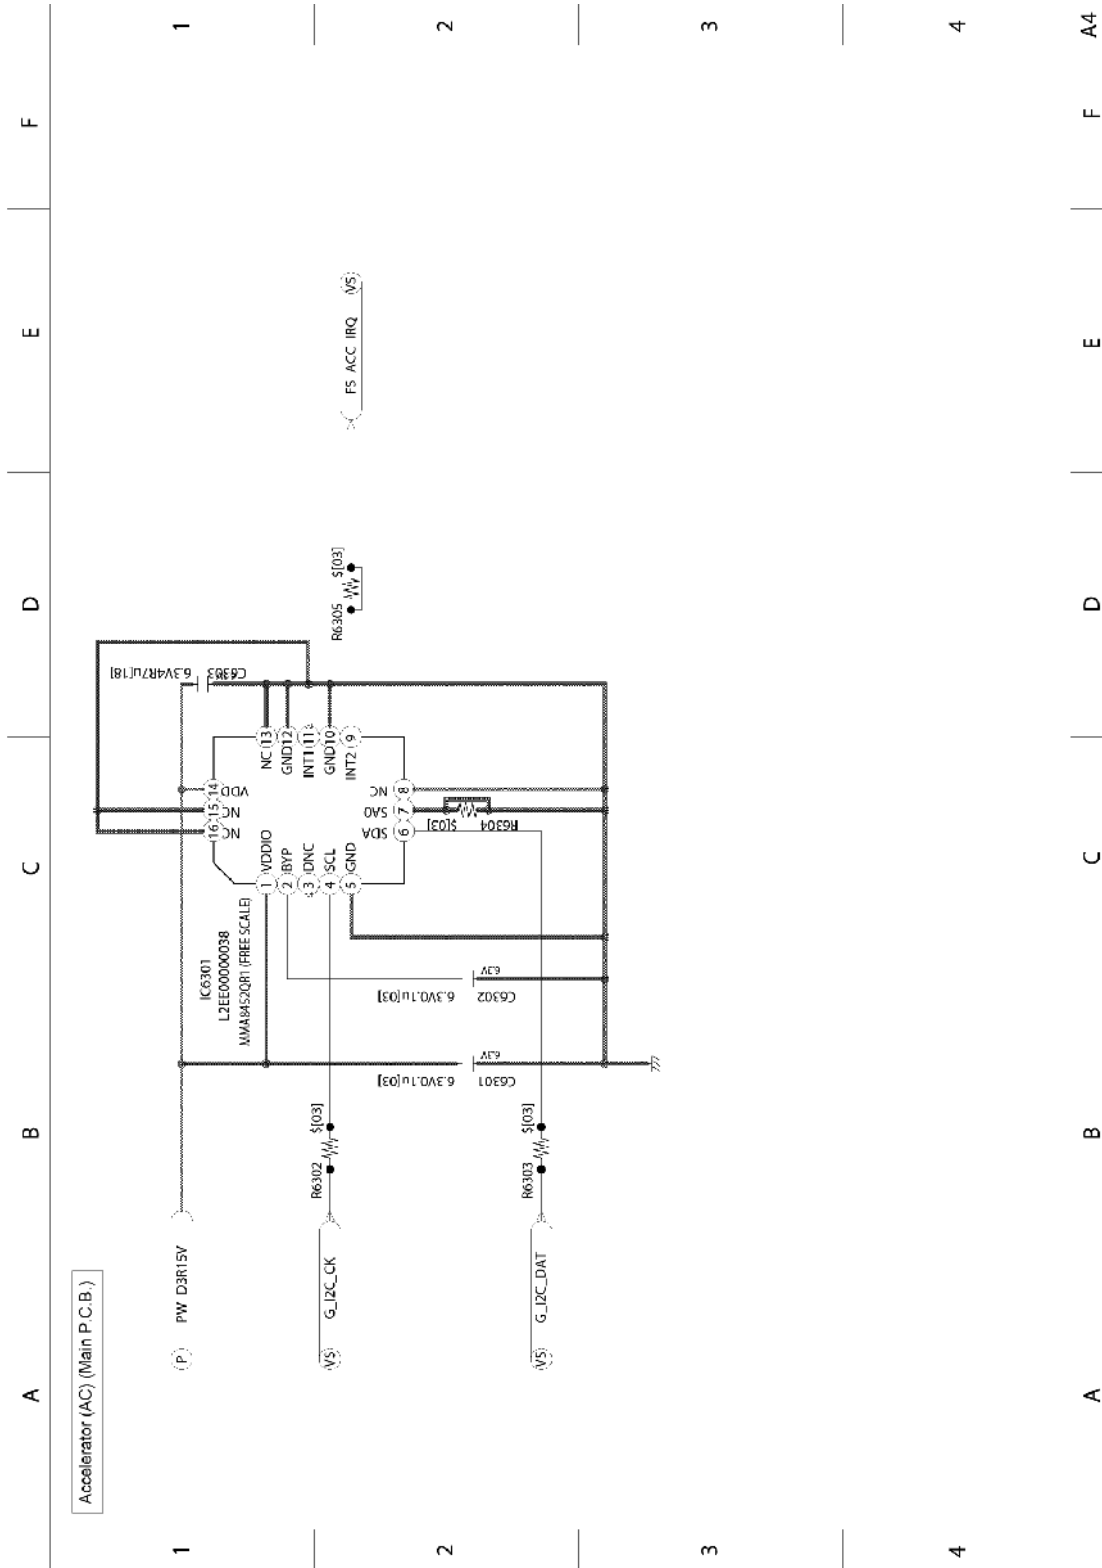 1
2
3
4
A4
F
E
D
C
B
A
Accelerator (AC) (Main P.C.B.)
P
PW D3R15V
VS
G_I2C_CK
VS
G_I2C_DAT
R6302
$[03]
R6303
$[03]
C6301
6.3V0.1u[03]
6.3V
C6302
6.3V0.1u[03]
6.3V
IC6301
L2EE00000038
MMA8452QR1 (FREE SCALE)
1 VDDIO
2 BYP
3 DNC
4 SCL
5 GND
6 SDA
7 SA0
8 NC
INT2 9
GND 10
INT1 11
GND 12
NC 13
14 VDD
15 NC
16 NC
R6304
$[03]
C6303
6.3V4R7u[18]
R6305
$[03]
FS ACC IRQ
VS
1
2
3
4
F
E
D
C
B
A